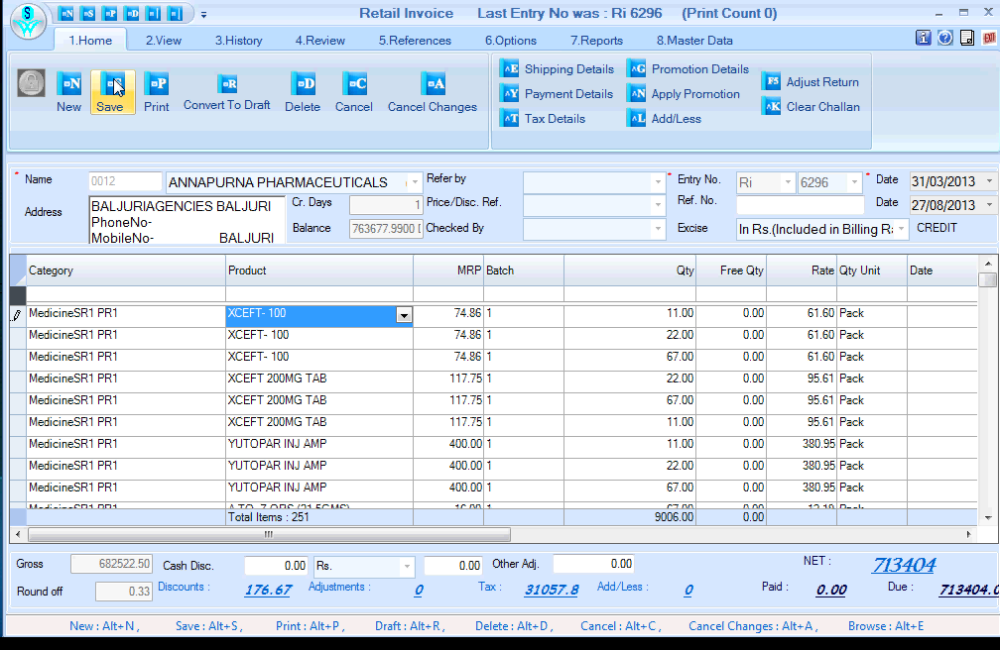 N S P D I I
Retail Invoice Last Entry No was : Ri 6296 (Print Count 0)
1.Home 2.View 3.History 4.Review 5.References 6.Options 7.Reports 8.Master Data
N New
Save
P Print
R Convert To Draft
D Delete
C Cancel
A Cancel Changes
^E Shipping Details ^G Promotion Details
^Y Payment Details ^N Apply Promotion
^T Tax Details ^L Add/Less
F5 Adjust Return
^K Clear Challan
* Name 0012 ANNAPURNA PHARMACEUTICALS Refer by * Entry No. Ri 6296 * Date 31/03/2013
Address BALJURIAGENCIES BALJURI Cr. Days 1 Price/Disc. Ref. Ref. No. Date 27/08/2013
PhoneNo-
MobileNo- BALJURI Balance 763677.9900 Checked By Excise In Rs.(Included in Billing R CREDIT
Category Product MRP Batch Qty Free Qty Rate Qty Unit Date
MedicineSR1 PR1 XCEFT- 100 74.86 1 11.00 0.00 61.60 Pack
MedicineSR1 PR1 XCEFT- 100 74.86 1 22.00 0.00 61.60 Pack
MedicineSR1 PR1 XCEFT- 100 74.86 1 67.00 0.00 61.60 Pack
MedicineSR1 PR1 XCEFT 200MG TAB 117.75 1 22.00 0.00 95.61 Pack
MedicineSR1 PR1 XCEFT 200MG TAB 117.75 1 67.00 0.00 95.61 Pack
MedicineSR1 PR1 XCEFT 200MG TAB 117.75 1 11.00 0.00 95.61 Pack
MedicineSR1 PR1 YUTOPAR INJ AMP 400.00 1 11.00 0.00 380.95 Pack
MedicineSR1 PR1 YUTOPAR INJ AMP 400.00 1 22.00 0.00 380.95 Pack
MedicineSR1 PR1 YUTOPAR INJ AMP 400.00 1 67.00 0.00 380.95 Pack
Total Items : 251 9006.00 0.00
Gross 682522.50 Cash Disc. 0.00 Rs. 0.00 Other Adj. 0.00 NET : 713404
Round off 0.33 Discounts : 176.67 Adjustments : 0 Tax : 31057.8 Add/Less : 0 Paid : 0.00 Due : 713404.0
New : Alt+N , Save : Alt+S , Print : Alt+P , Draft : Alt+R , Delete : Alt+D , Cancel : Alt+C , Cancel Changes : Alt+A , Browse : Alt+E